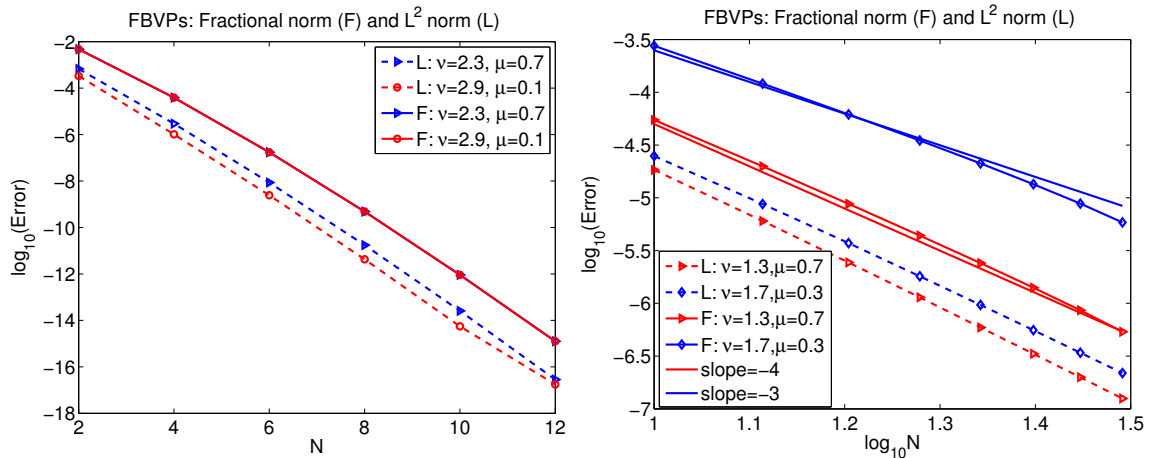 FBVPs: Fractional norm (F) and L² norm (L)
−2
−4
−6
−8
−10
−12
−14
−16
−18
log₁₀(Error)
L: ν=2.3, μ=0.7
L: ν=2.9, μ=0.1
F: ν=2.3, μ=0.7
F: ν=2.9, μ=0.1
2
4
6
8
10
12
N
FBVPs: Fractional norm (F) and L² norm (L)
−3.5
−4
−4.5
−5
−5.5
−6
−6.5
−7
log₁₀(Error)
L: ν=1.3,μ=0.7
L: ν=1.7,μ=0.3
F: ν=1.3,μ=0.7
F: ν=1.7,μ=0.3
slope=−4
slope=−3
1
1.1
1.2
1.3
1.4
1.5
log₁₀N